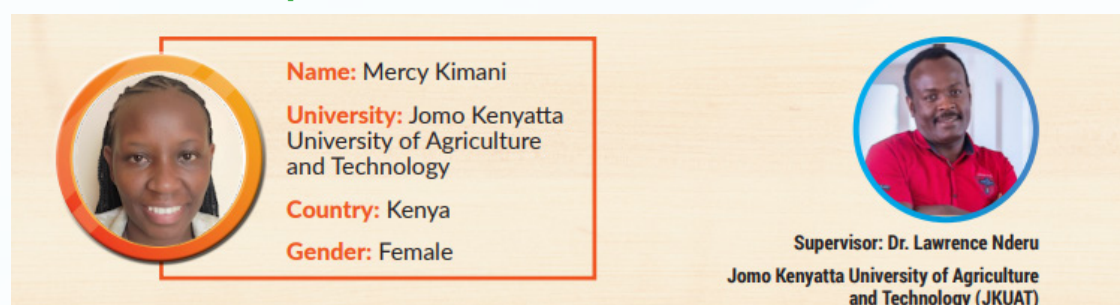 Name: Mercy Kimani
University: Jomo Kenyatta
University of Agriculture
and Technology
Country: Kenya
Gender: Female
Supervisor: Dr. Lawrence Nderu
Jomo Kenyatta University of Agriculture
and Technology (JKUAT)